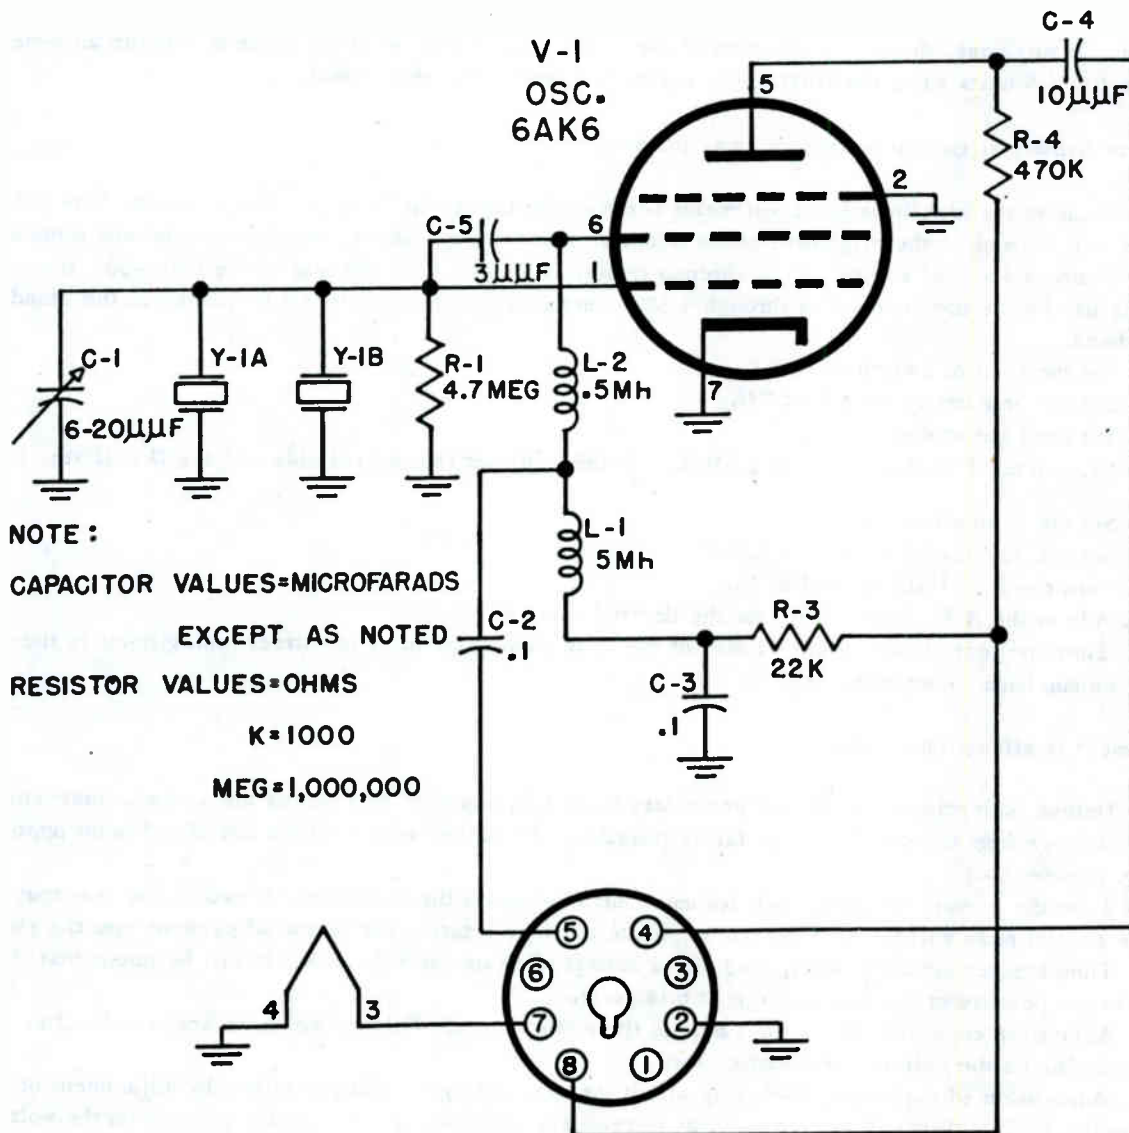 C-4
10µµF
V-1
OSC.
6AK6
5
R-4
470K
2
C-5
3µµF
6
1
C-1
6-20µµF
Y-1A
Y-1B
R-1
4.7 MEG
L-2
.5Mh
7
L-1
5Mh
NOTE:
CAPACITOR VALUES=MICROFARADS
EXCEPT AS NOTED
RESISTOR VALUES=OHMS
K=1000
MEG=1,000,000
C-2
.1
R-3
22K
C-3
.1
5
4
6
3
7
2
8
1
4
3